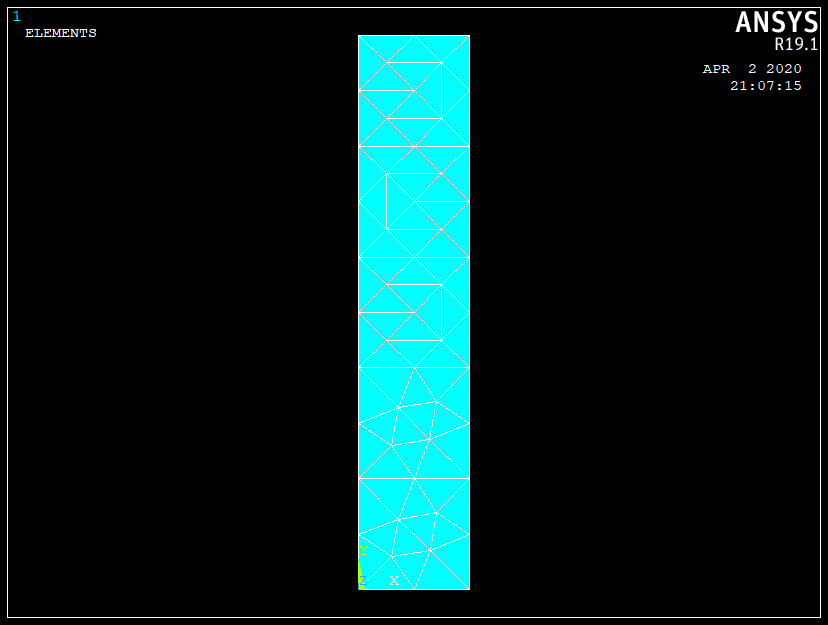 1
ELEMENTS
ANSYS
R19.1
APR 2 2020
21:07:15
Y
Z X